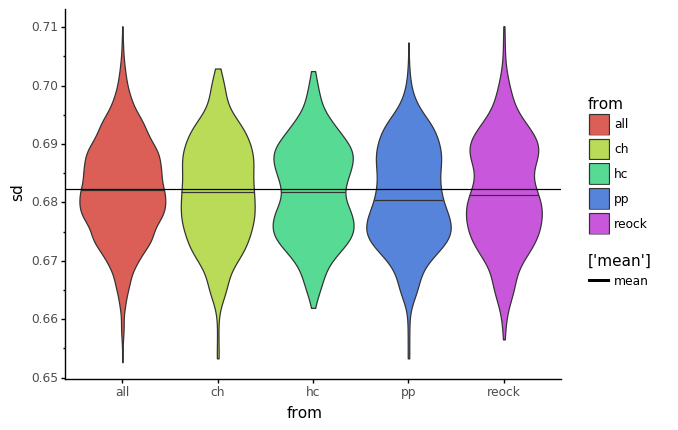 0.71
0.70
0.69
0.68
0.67
0.66
0.65
sd
all
ch
hc
pp
reock
from
from
all
ch
hc
pp
reock
['mean']
mean